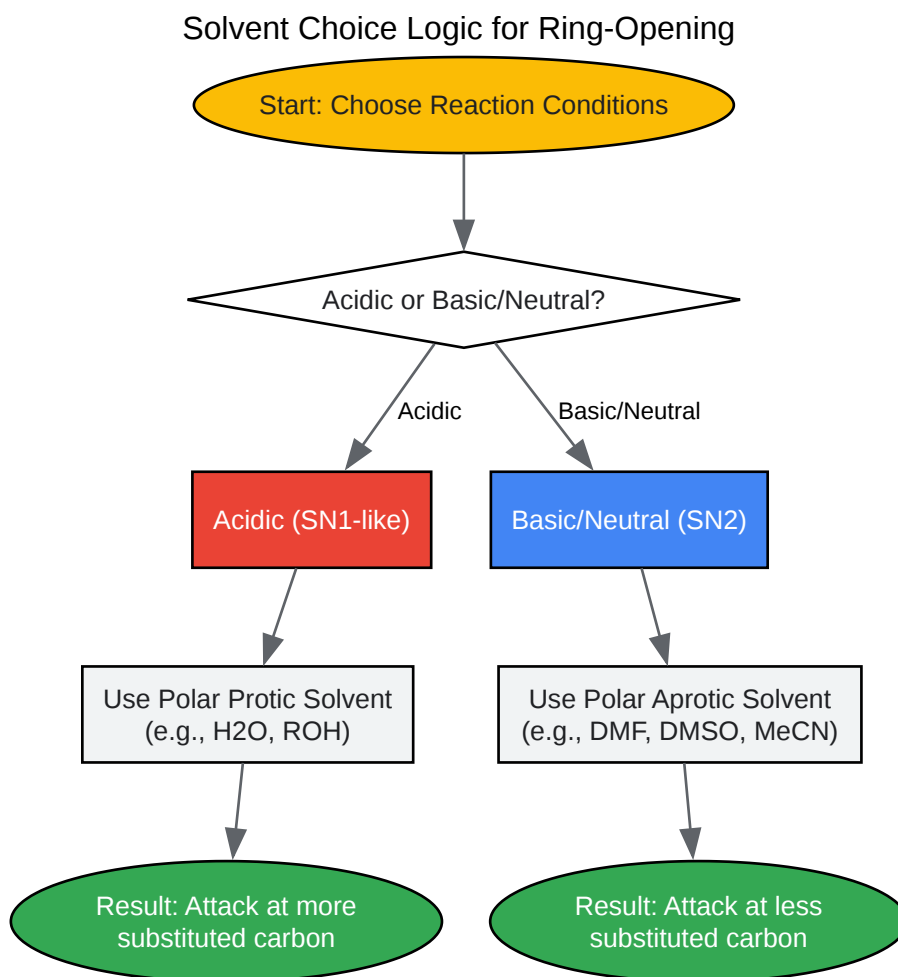 Solvent Choice Logic for Ring-Opening
Start: Choose Reaction Conditions
Acidic or Basic/Neutral?
Acidic
Basic/Neutral
Acidic (SN1-like)
Basic/Neutral (SN2)
Use Polar Protic Solvent
(e.g., H2O, ROH)
Use Polar Aprotic Solvent
(e.g., DMF, DMSO, MeCN)
Result: Attack at more
substituted carbon
Result: Attack at less
substituted carbon